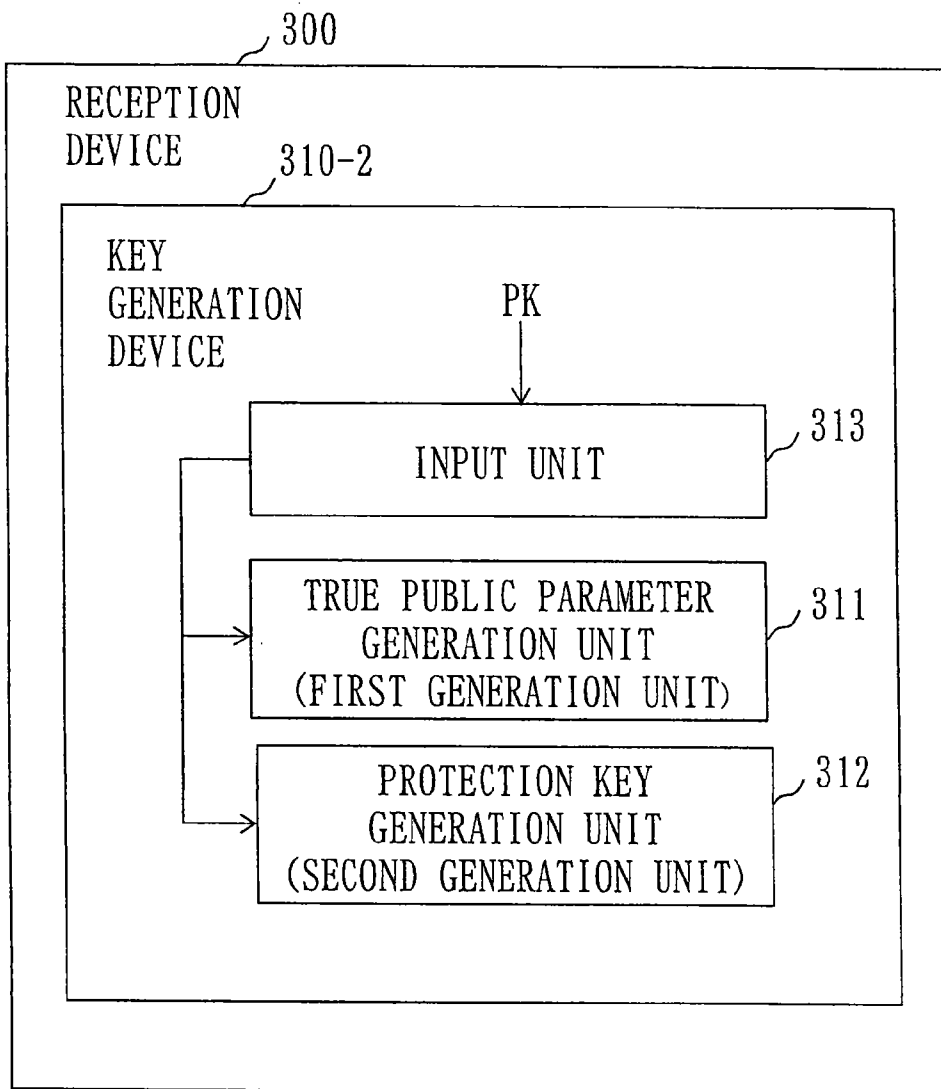 300
RECEPTION
DEVICE
310-2
KEY
GENERATION
DEVICE
PK
INPUT UNIT
313
TRUE PUBLIC PARAMETER
GENERATION UNIT
(FIRST GENERATION UNIT)
311
PROTECTION KEY
GENERATION UNIT
(SECOND GENERATION UNIT)
312